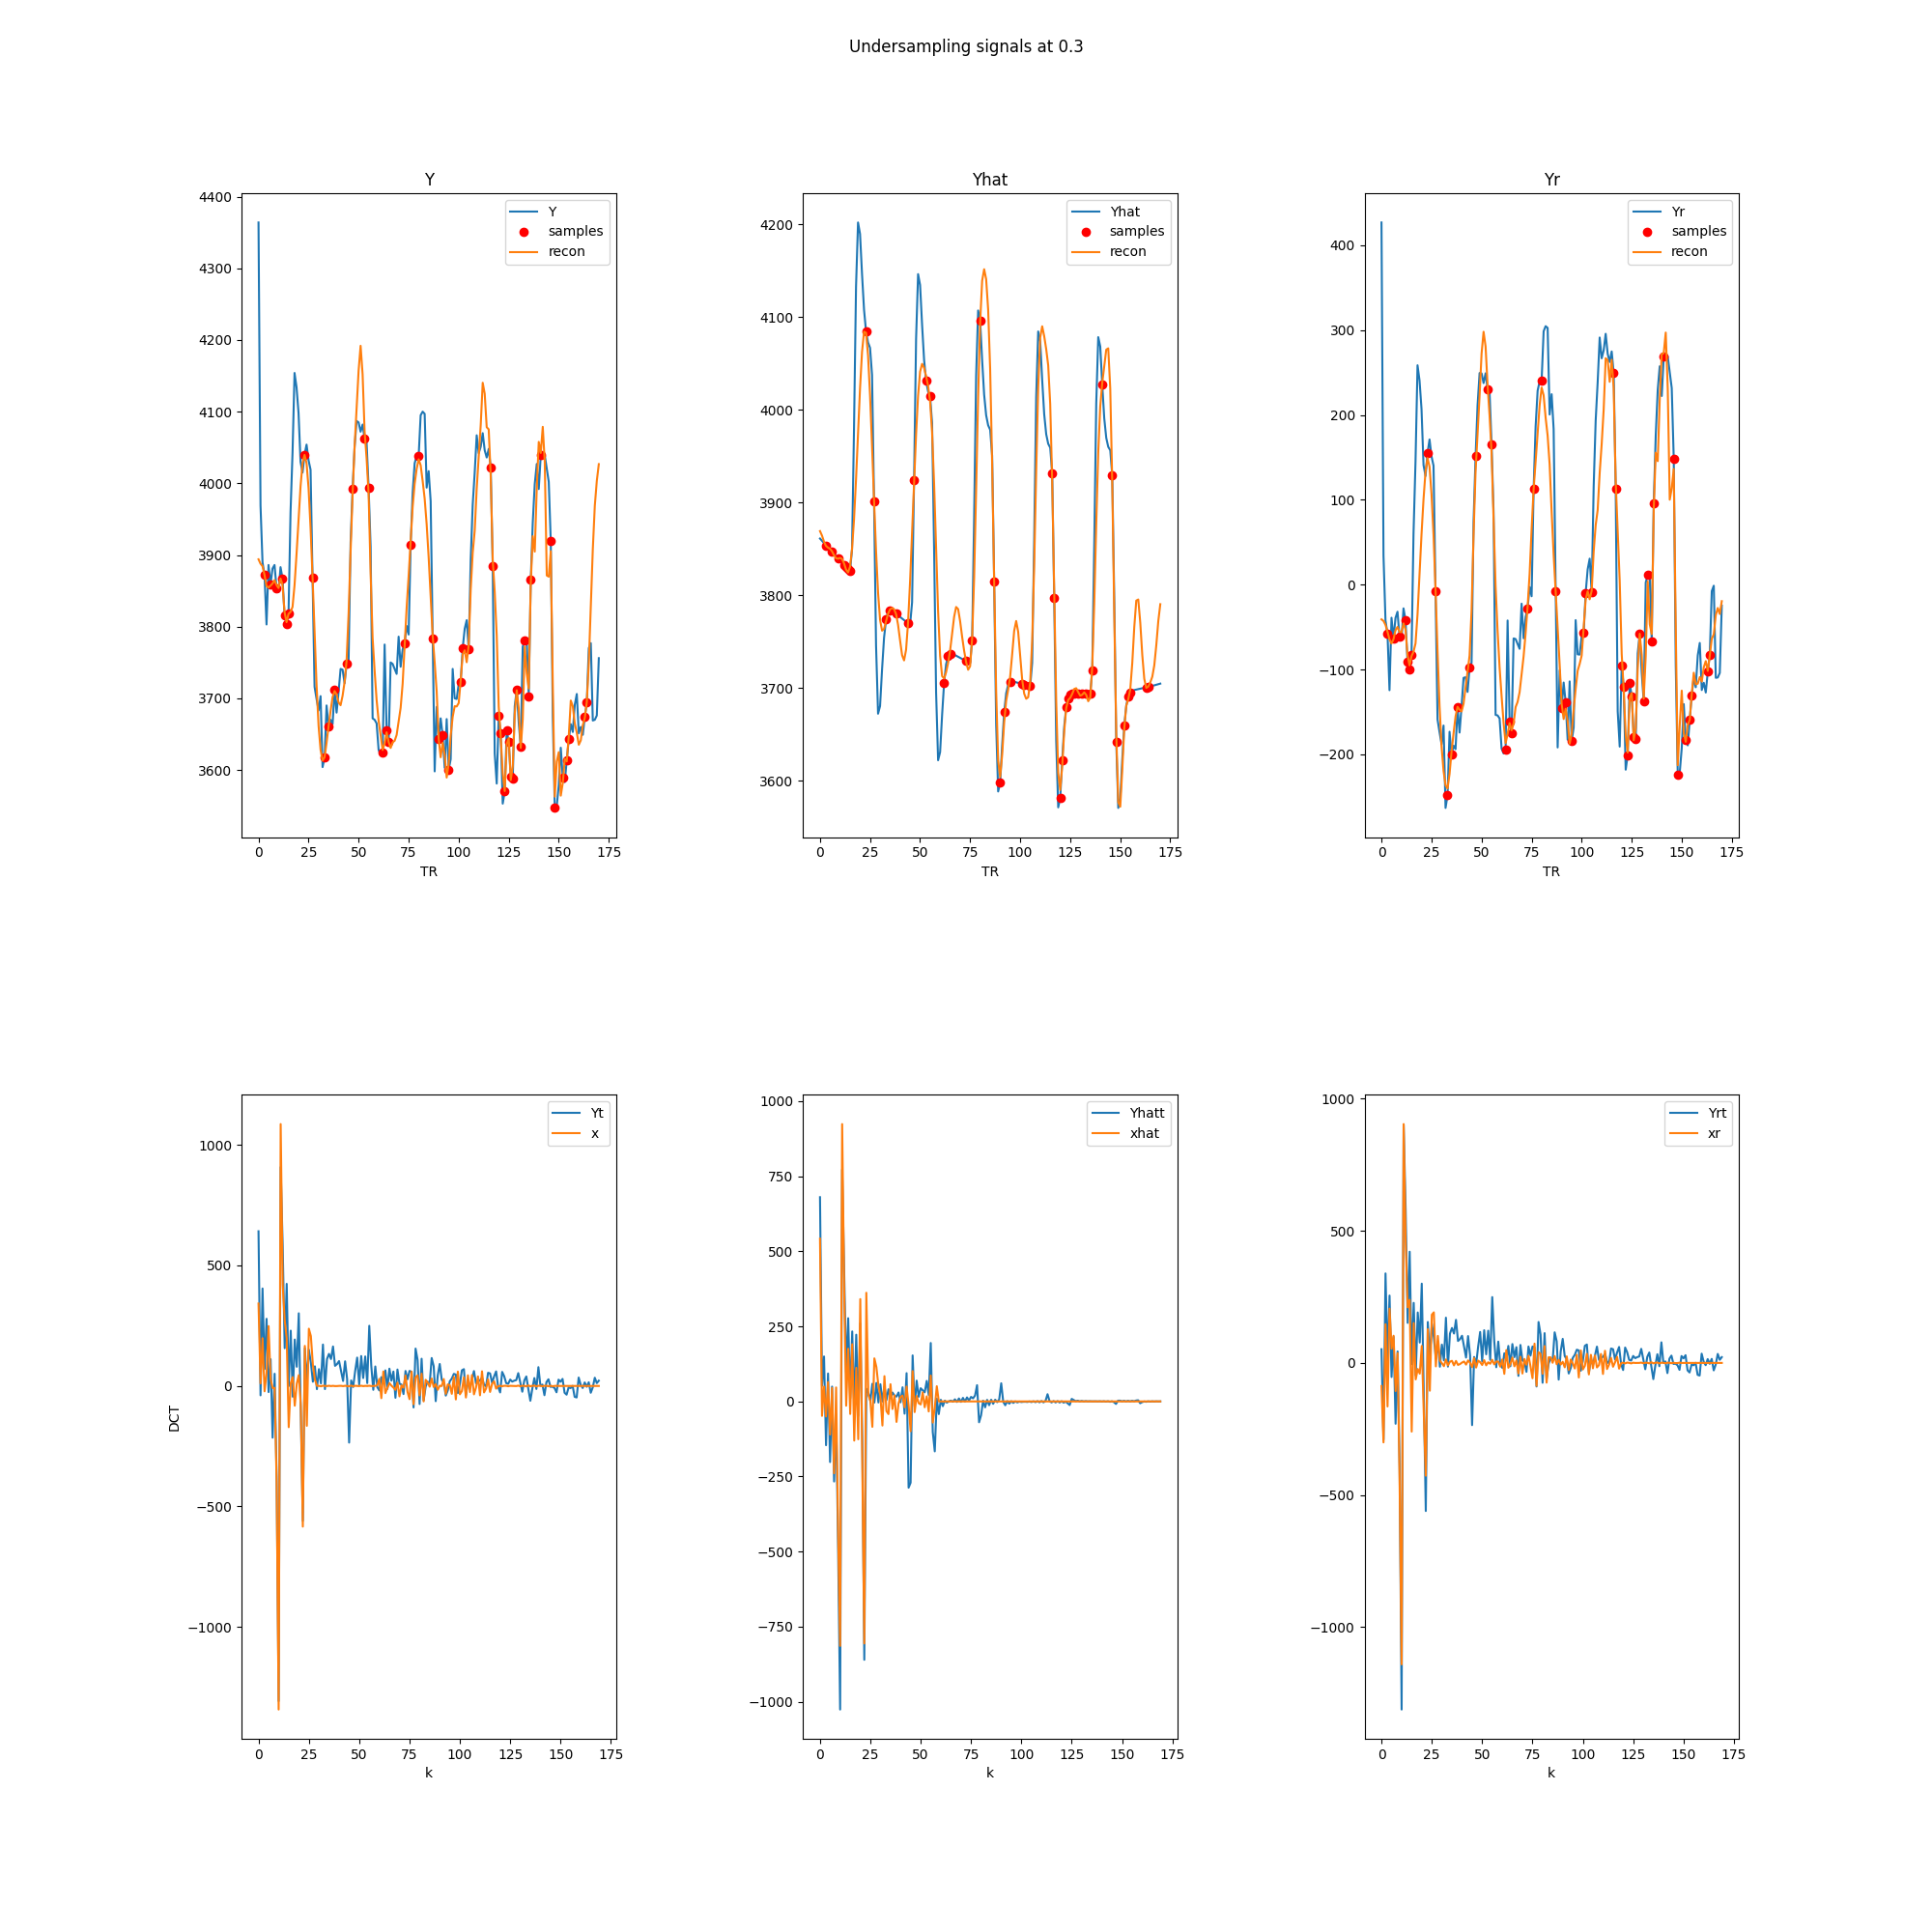 Undersampling signals at 0.3
Y
4400
4300
4200
4100
4000
3900
3800
3700
3600
0 25 50 75 100 125 150 175
TR
Y
samples
recon
Yhat
4200
4100
4000
3900
3800
3700
3600
0 25 50 75 100 125 150 175
TR
Yhat
samples
recon
Yr
400
300
200
100
0
−100
−200
0 25 50 75 100 125 150 175
TR
Yr
samples
recon
DCT
1000
500
0
−500
−1000
0 25 50 75 100 125 150 175
k
Yt
x
1000
750
500
250
0
−250
−500
−750
−1000
0 25 50 75 100 125 150 175
k
Yhatt
xhat
1000
500
0
−500
−1000
0 25 50 75 100 125 150 175
k
Yrt
xr